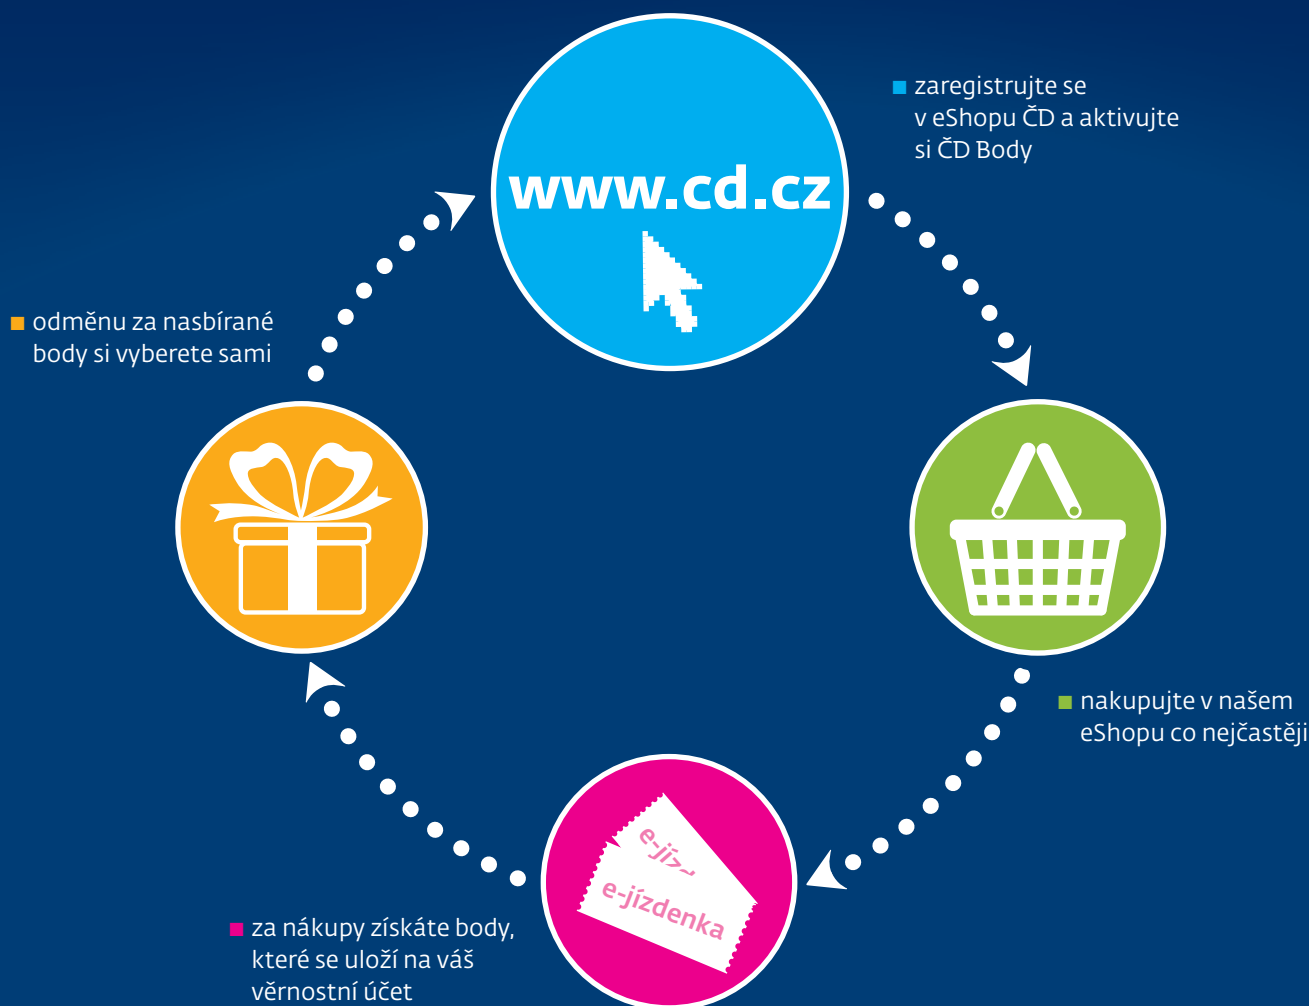 zaregistrujte se
v eShopu ČD a aktivujte
si ČD Body
www.cd.cz
odměnu za nasbírané
body si vyberete sami
nakupujte v našem
eShopu co nejčastěji
e-jíz
e-jízdenka
za nákupy získáte body,
které se uloží na váš
věrnostní účet